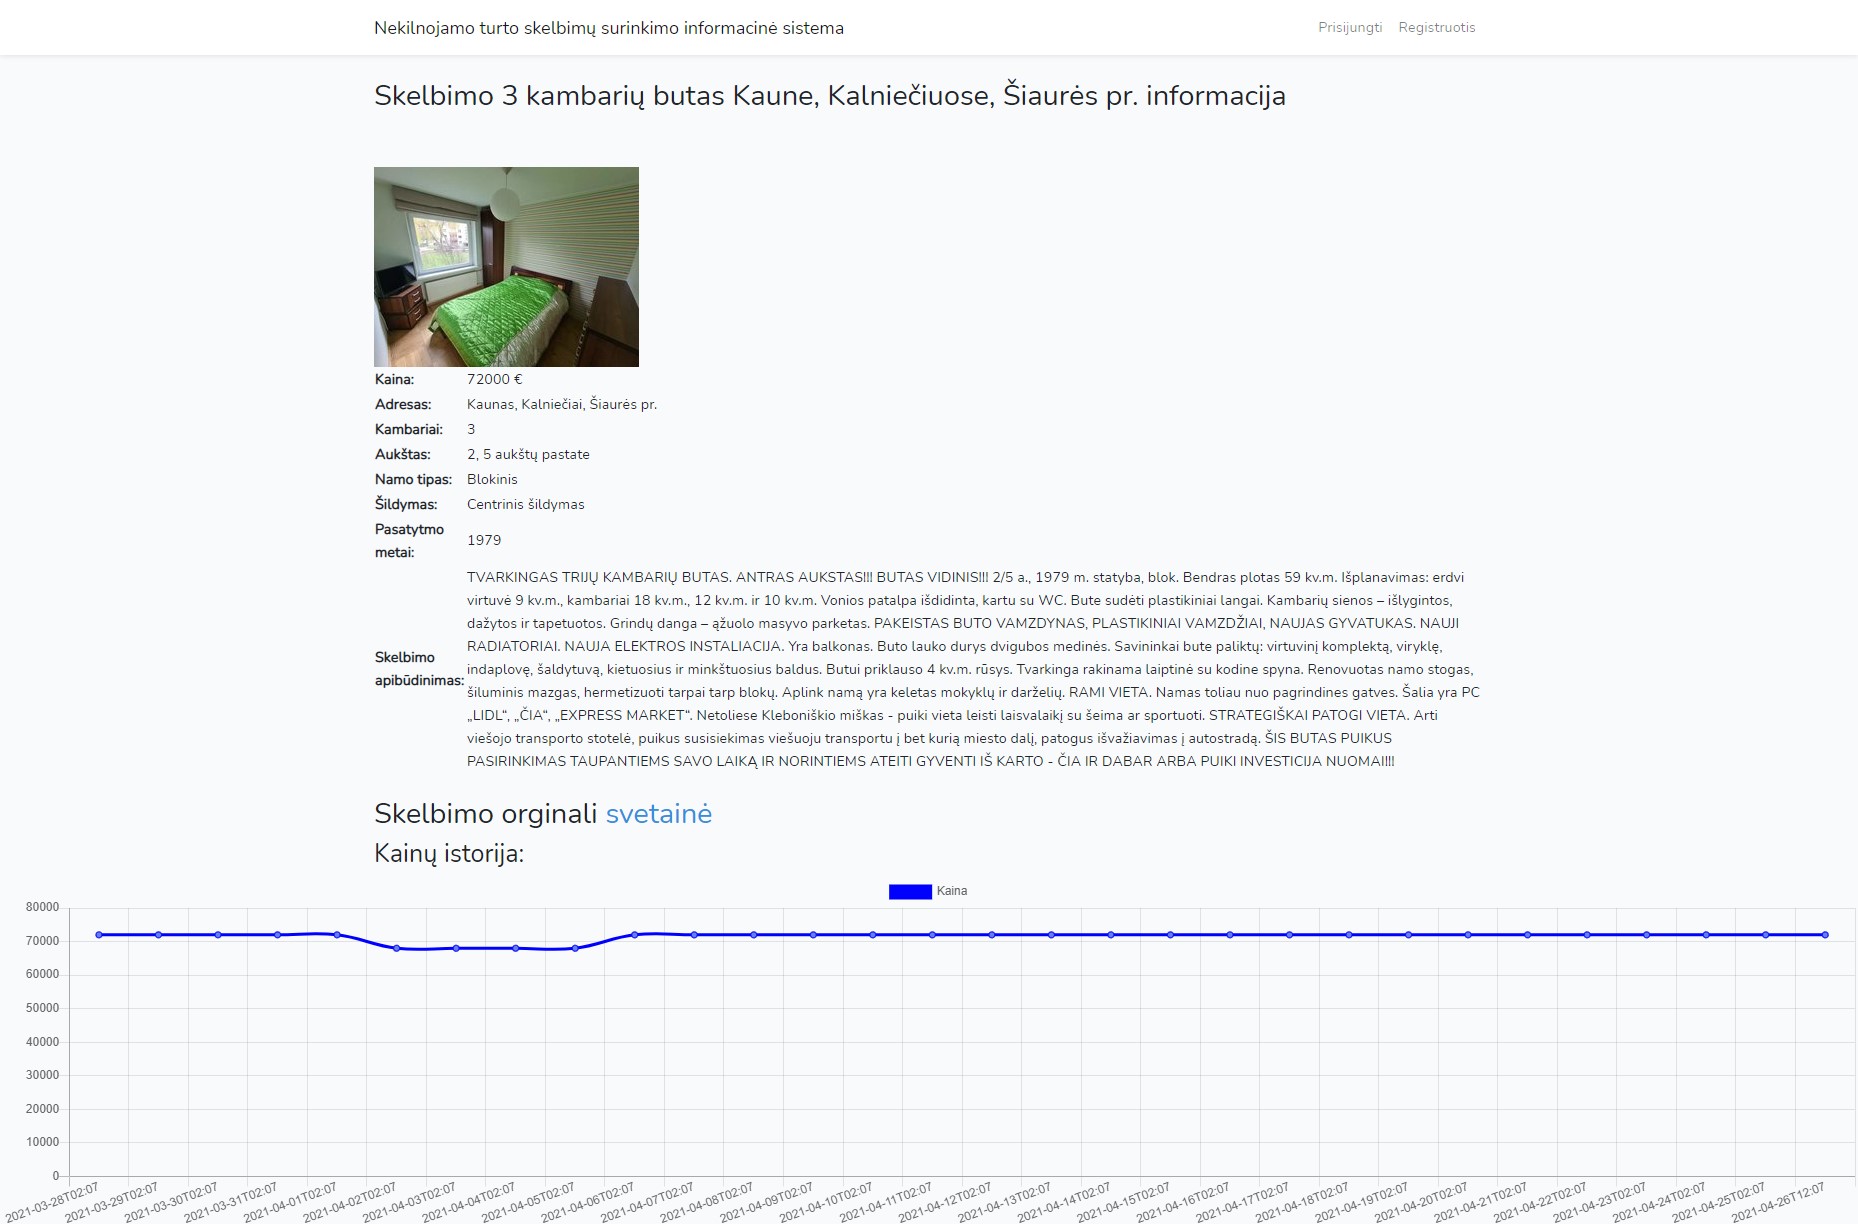 Nekilnojamo turto skelbimų surinkimo informacinė sistema
Prisijungti Registruotis
Skelbimo 3 kambarių butas Kaune, Kalniečiuose, Šiaurės pr. informacija
Kaina: 72000 €
Adresas: Kaunas, Kalniečiai, Šiaurės pr.
Kambariai: 3
Aukštas: 2, 5 aukštų pastate
Namo tipas: Blokinis
Šildymas: Centrinis šildymas
Pasatytmo
metai:
1979
Skelbimo
apibūdinimas:
TVARKINGAS TRIJŲ KAMBARIŲ BUTAS. ANTRAS AUKSTAS!!! BUTAS VIDINIS!!! 2/5 a., 1979 m. statyba, blok. Bendras plotas 59 kv.m. Išplanavimas: erdvi
virtuvė 9 kv.m., kambariai 18 kv.m., 12 kv.m. ir 10 kv.m. Vonios patalpa išdidinta, kartu su WC. Bute sudėti plastikiniai langai. Kambarių sienos – išlygintos,
dažytos ir tapetuotos. Grindų danga – ąžuolo masyvo parketas. PAKEISTAS BUTO VAMZDYNAS, PLASTIKINIAI VAMZDŽIAI, NAUJAS GYVATUKAS. NAUJI
RADIATORIAI. NAUJA ELEKTROS INSTALIACIJA. Yra balkonas. Buto lauko durys dvigubos medinės. Savininkai bute paliktų: virtuvinį komplektą, viryklę,
indaplovę, šaldytuvą, kietuosius ir minkštuosius baldus. Butui priklauso 4 kv.m. rūsys. Tvarkinga rakinama laiptinė su kodine spyna. Renovuotas namo stogas,
šiluminis mazgas, hermetizuoti tarpai tarp blokų. Aplink namą yra keletas mokyklų ir darželių. RAMI VIETA. Namas toliau nuo pagrindines gatves. Šalia yra PC
„LIDL“, „ČIA“, „EXPRESS MARKET“. Netoliese Kleboniškio miškas - puiki vieta leisti laisvalaikį su šeima ar sportuoti. STRATEGIŠKAI PATOGI VIETA. Arti
viešojo transporto stotelė, puikus susisiekimas viešuoju transportu į bet kurią miesto dalį, patogus išvažiavimas į autostradą. ŠIS BUTAS PUIKUS
PASIRINKIMAS TAUPANTIEMS SAVO LAIKĄ IR NORINTIEMS ATEITI GYVENTI IŠ KARTO - ČIA IR DABAR ARBA PUIKI INVESTICIJA NUOMAI!!!
Skelbimo orginali svetainė
Kainų istorija:
Kaina
80000
70000
60000
50000
40000
30000
20000
10000
0
2021-03-28T02:07
2021-03-29T02:07
2021-03-30T02:07
2021-03-31T02:07
2021-04-01T02:07
2021-04-02T02:07
2021-04-03T02:07
2021-04-04T02:07
2021-04-05T02:07
2021-04-06T02:07
2021-04-07T02:07
2021-04-08T02:07
2021-04-09T02:07
2021-04-10T02:07
2021-04-11T02:07
2021-04-12T02:07
2021-04-13T02:07
2021-04-14T02:07
2021-04-15T02:07
2021-04-16T02:07
2021-04-17T02:07
2021-04-18T02:07
2021-04-19T02:07
2021-04-20T02:07
2021-04-21T02:07
2021-04-22T02:07
2021-04-23T02:07
2021-04-24T02:07
2021-04-25T02:07
2021-04-26T12:07